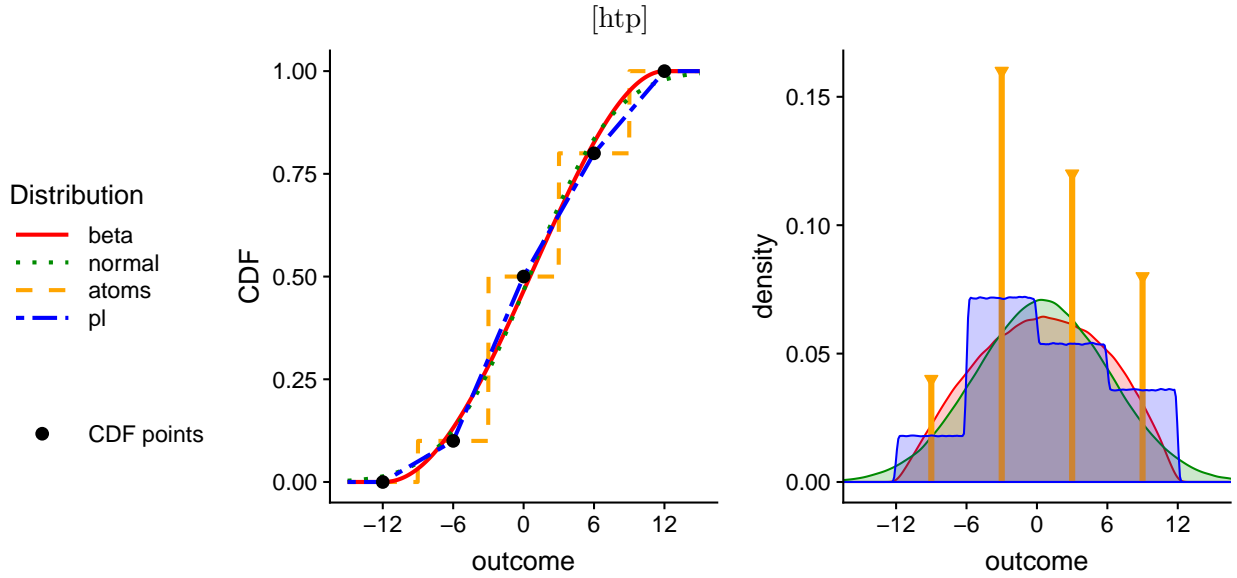 [htp]
Distribution
beta
normal
atoms
pl
CDF points
CDF
1.00
0.75
0.50
0.25
0.00
−12 −6 0 6 12
outcome
density
0.15
0.10
0.05
0.00
−12 −6 0 6 12
outcome